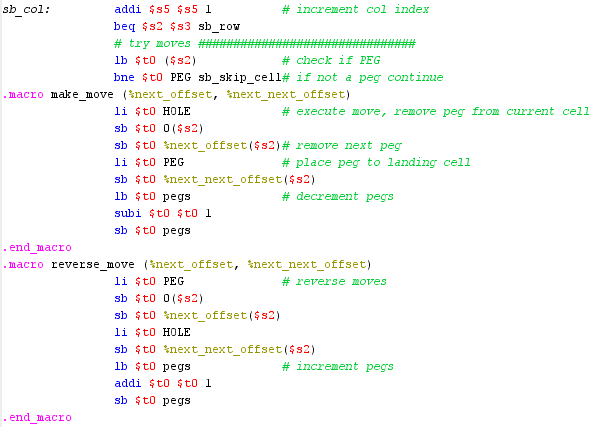 sb_col: addi $s5 $s5 1 # increment col index
beq $s2 $s3 sb_row
# try moves ################################
lb $t0 ($s2) # check if PEG
bne $t0 PEG sb_skip_cell# if not a peg continue
.macro make_move (%next_offset, %next_next_offset)
li $t0 HOLE # execute move, remove peg from current cell
sb $t0 0($s2)
sb $t0 %next_offset($s2)# remove next peg
li $t0 PEG # place peg to landing cell
sb $t0 %next_next_offset($s2)
lb $t0 pegs # decrement pegs
subi $t0 $t0 1
sb $t0 pegs
.end_macro
.macro reverse_move (%next_offset, %next_next_offset)
li $t0 PEG # reverse moves
sb $t0 0($s2)
sb $t0 %next_offset($s2)
li $t0 HOLE
sb $t0 %next_next_offset($s2)
lb $t0 pegs # increment pegs
addi $t0 $t0 1
sb $t0 pegs
.end_macro